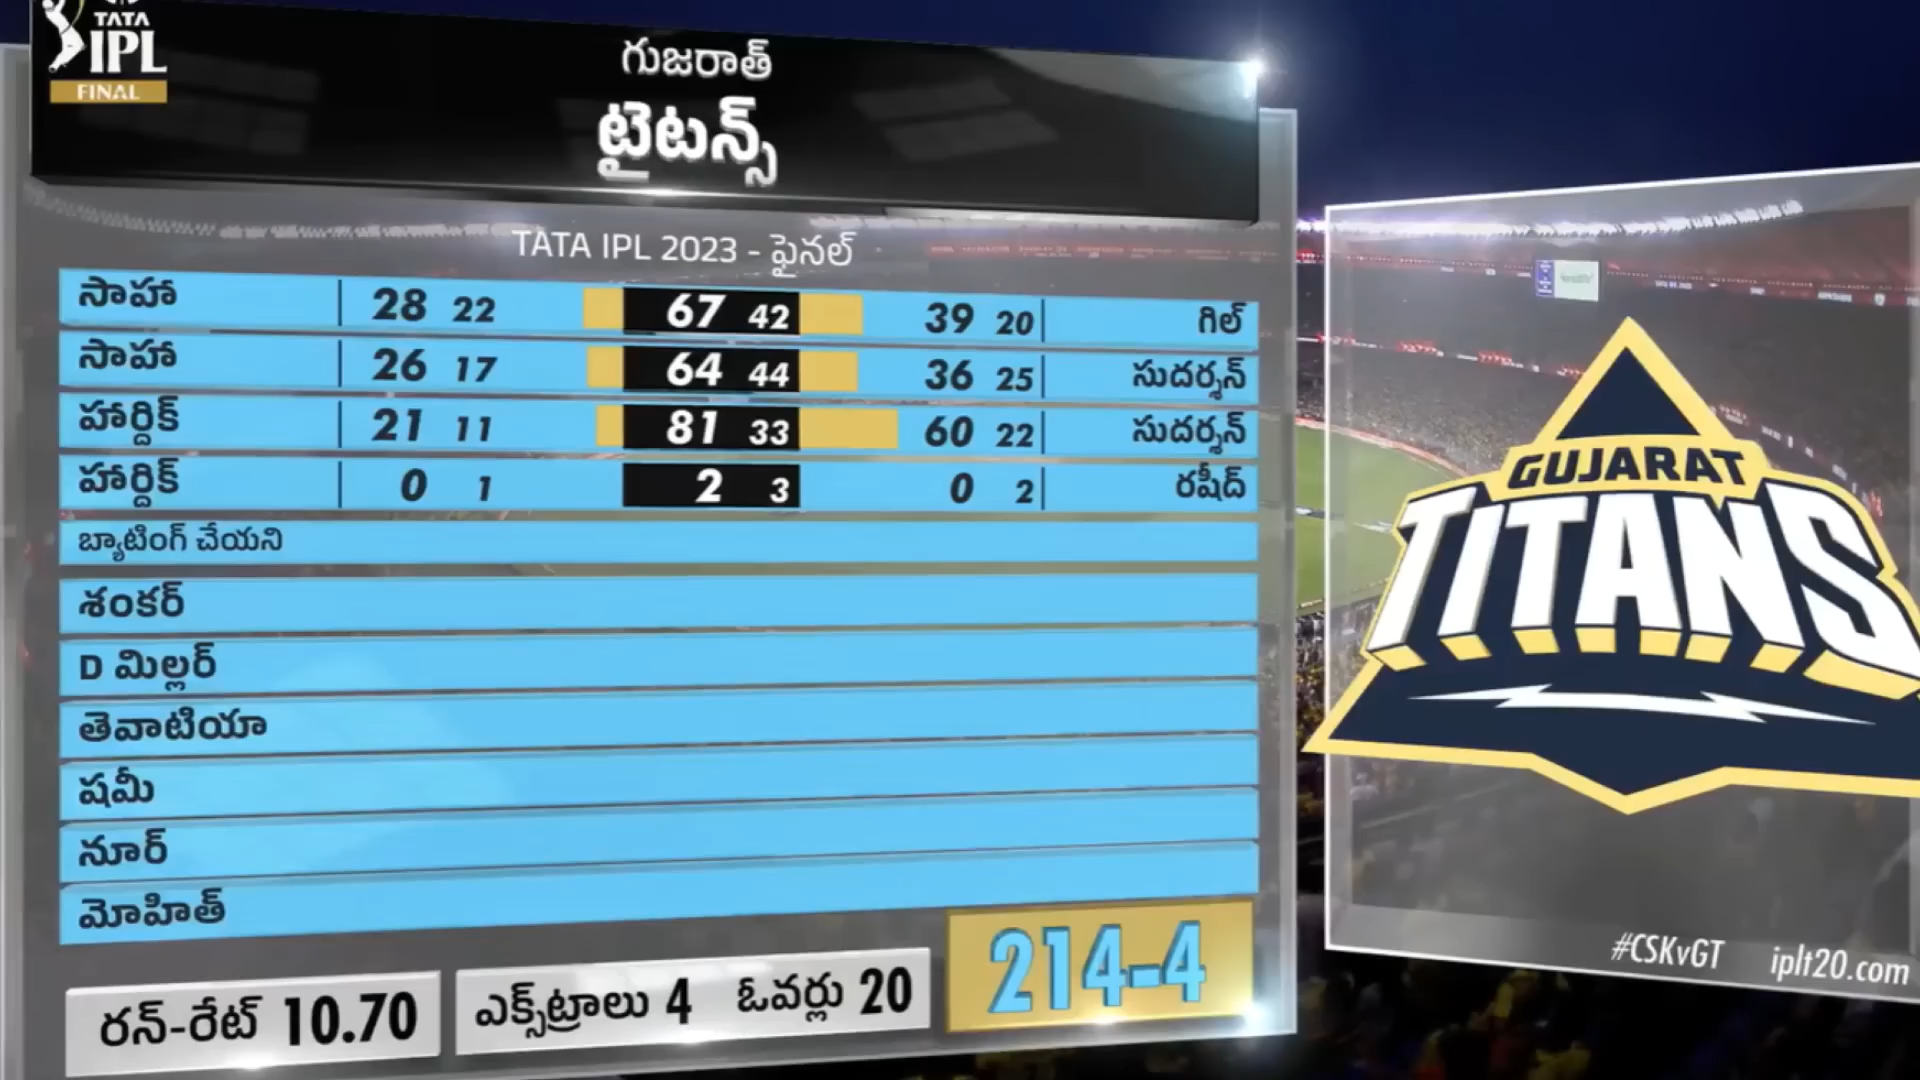 TATA
IPL
FINAL
గుజరాత్
టైటన్స్
TATA IPL 2023 - ఫైనల్
సాహా 28 22 67 42 39 20 గిల్
సాహా 26 17 64 44 36 25 సుదర్శన్
హార్దిక్ 21 11 81 33 60 22 సుదర్శన్
హార్దిక్ 0 1 2 3 0 2 రషీద్
బ్యాటింగ్ చేయని
శంకర్
D మిల్లర్
తెవాటియా
షమీ
నూర్
మోహిత్
రన్-రేట్ 10.70 ఎక్స్‌ట్రాలు 4 ఓవర్లు 20 214-4
GUJARAT
TITANS
#CSKvGT iplt20.com